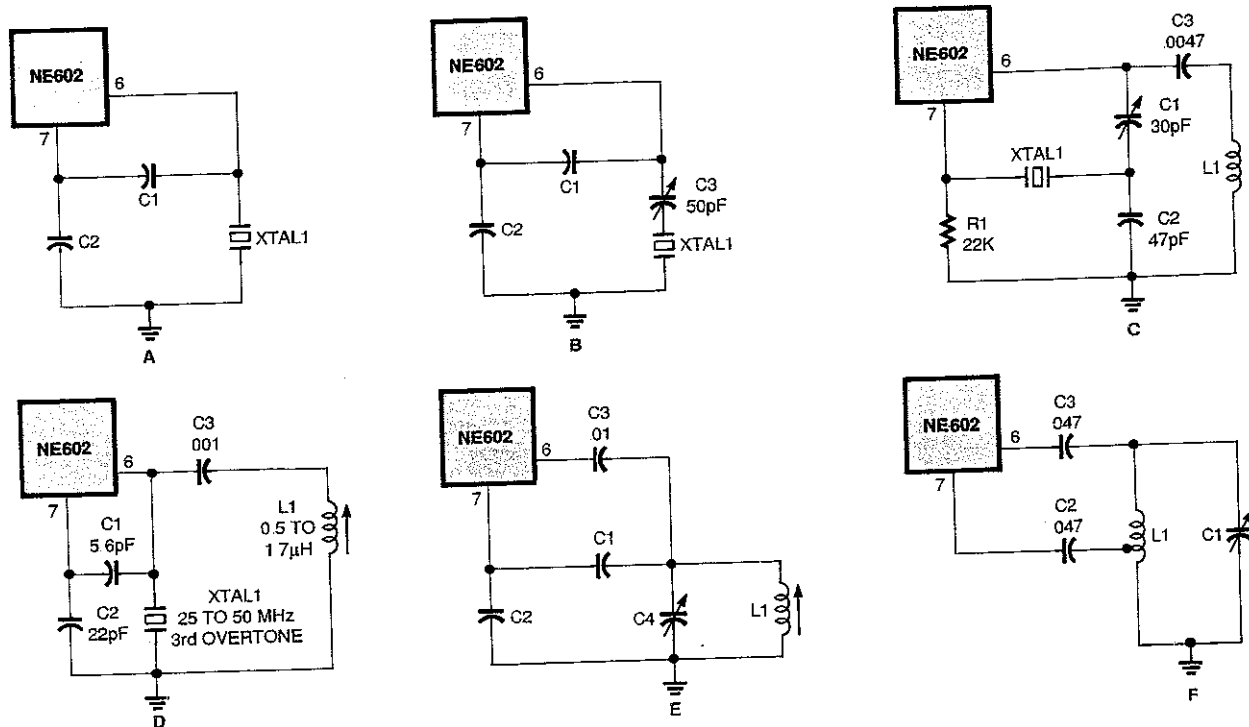 NE602
6
7
C1
C2
XTAL1
A
NE602
6
7
C1
C3
50pF
C2
XTAL1
B
NE602
6
7
C3
.0047
C1
30pF
XTAL1
L1
R1
22K
C2
47pF
C
NE602
6
7
C3
001
C1
5.6pF
L1
0.5 TO
1 7µH
C2
22pF
XTAL1
25 TO 50 MHz
3rd OVERTONE
D
NE602
6
7
C3
01
C1
C2
C4
L1
E
NE602
6
7
C3
047
C2
047
L1
C1
F